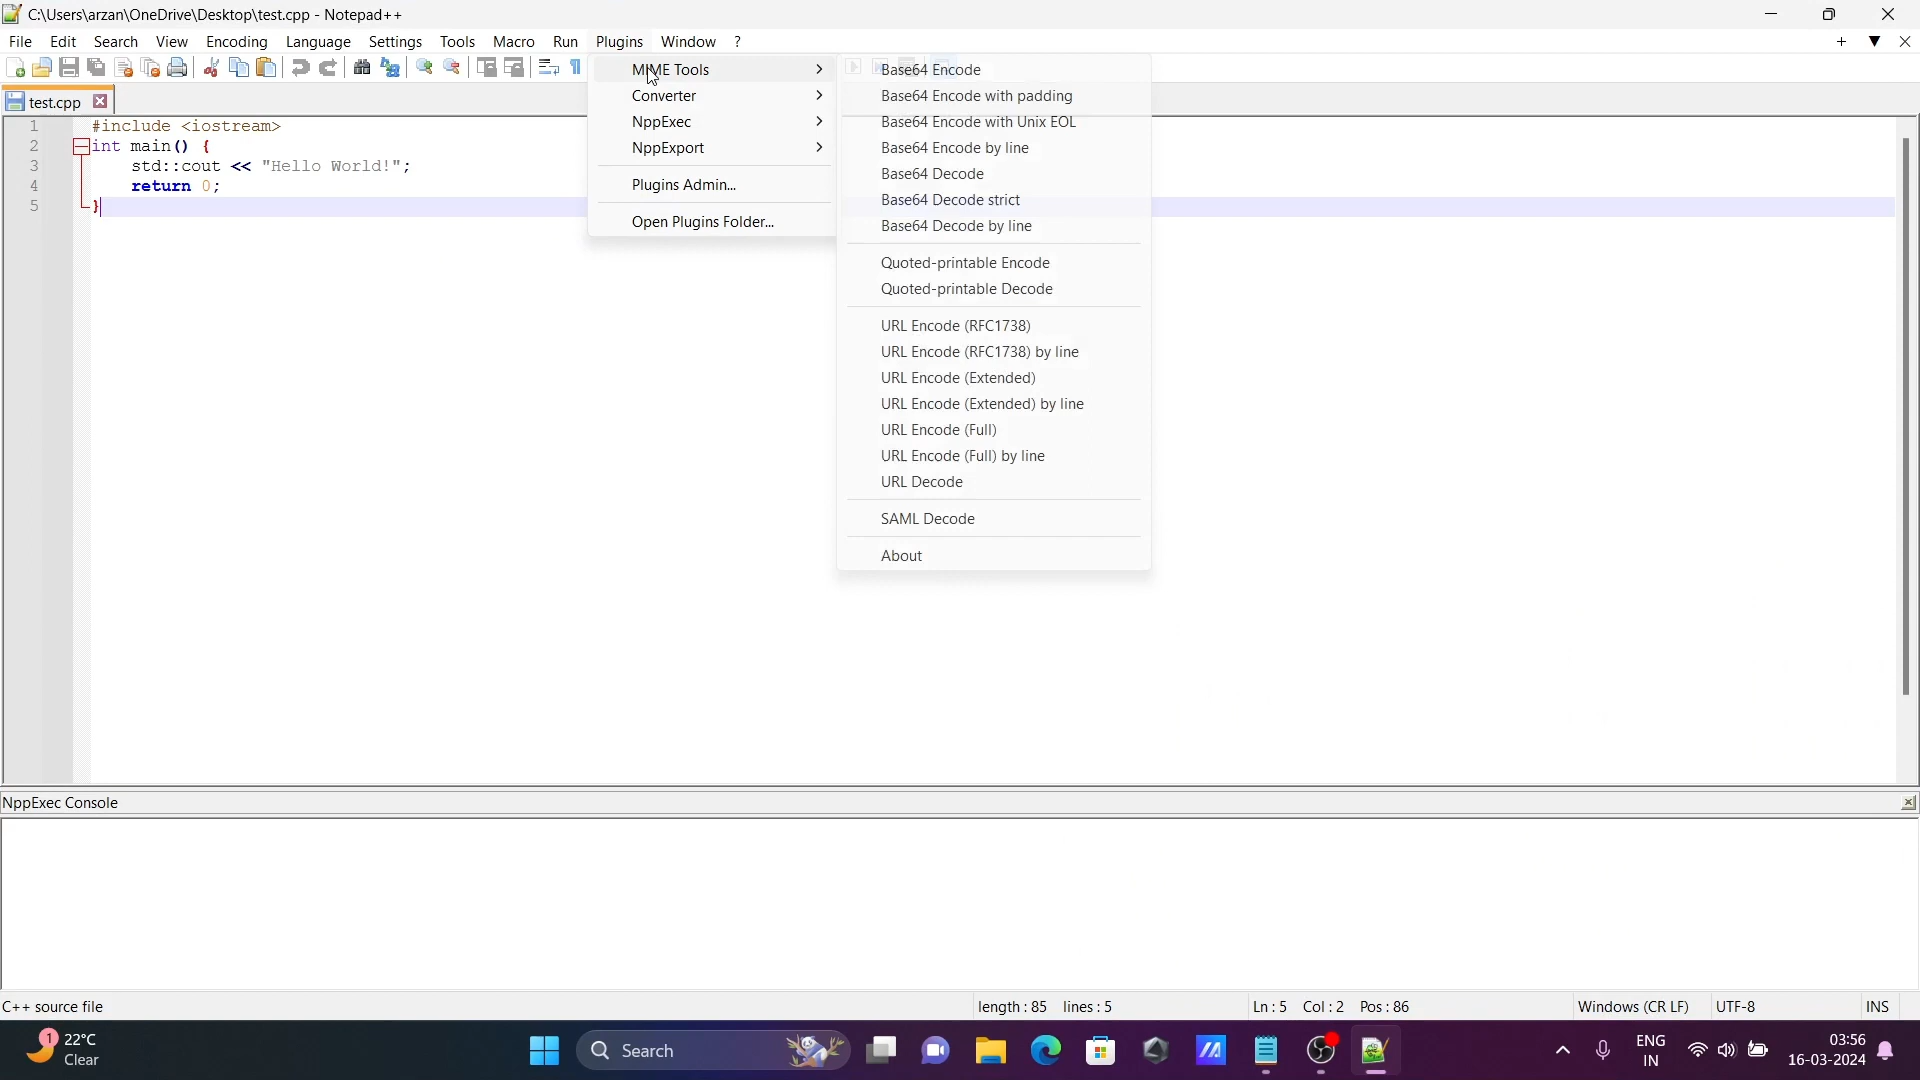 C:\Users\arzan\OneDrive\Desktop\test.cpp - Notepad++
File Edit Search View Encoding Language Settings Tools Macro Run Plugins Window ?
test.cpp
1 #include <iostream>
2 int main() {
3 std::cout << "Hello World!";
4 return 0;
5 }
MIME Tools
Converter
NppExec
NppExport
Plugins Admin...
Open Plugins Folder...
Base64 Encode
Base64 Encode with padding
Base64 Encode with Unix EOL
Base64 Encode by line
Base64 Decode
Base64 Decode strict
Base64 Decode by line
Quoted-printable Encode
Quoted-printable Decode
URL Encode (RFC1738)
URL Encode (RFC1738) by line
URL Encode (Extended)
URL Encode (Extended) by line
URL Encode (Full)
URL Encode (Full) by line
URL Decode
SAML Decode
About
NppExec Console
C++ source file length : 85 lines : 5 Ln : 5 Col : 2 Pos : 86 Windows (CR LF) UTF-8 INS
1 22°C
Clear
Search
ENG
IN
03:56
16-03-2024